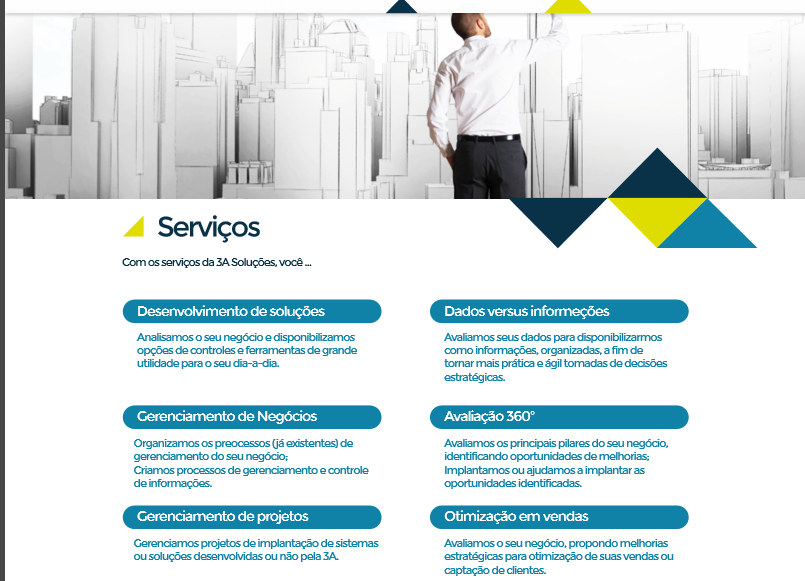 Serviços
Com os serviços da 3A Soluções, você ...
Desenvolvimento de soluções
Analisamos o seu negócio e disponibilizamos
opções de controles e ferramentas de grande
utilidade para o seu dia-a-dia.
Dados versus informeções
Avaliamos seus dados para disponibilizarmos
como informações, organizadas, a fim de
tornar mais prática e ágil tomadas de decisões
estratégicas.
Gerenciamento de Negócios
Organizamos os preocessos (já existentes) de
gerenciamento do seu negócio;
Criamos processos de gerenciamento e controle
de informações.
Avaliação 360°
Avaliamos os principais pilares do seu negócio,
identificando oportunidades de melhorias;
Implantamos ou ajudamos a implantar as
oportunidades identificadas.
Gerenciamento de projetos
Gerenciamos projetos de implantação de sistemas
ou soluções desenvolvidas ou não pela 3A.
Otimização em vendas
Avaliamos o seu negócio, propondo melhorias
estratégicas para otimização de suas vendas ou
captação de clientes.